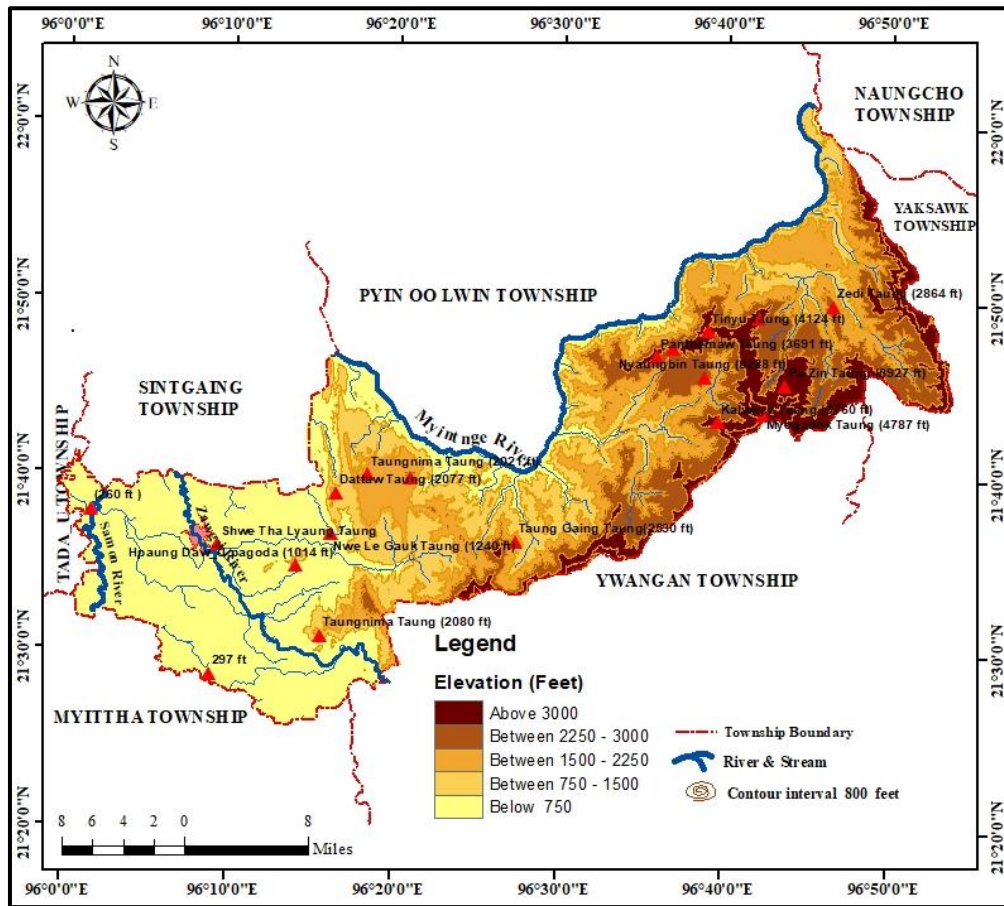 96°0'0"E 96°10'0"E 96°20'0"E 96°30'0"E 96°40'0"E 96°50'0"E
N
W E
S
22°0'0"N
21°50'0"N
21°40'0"N
21°30'0"N
21°20'0"N
22°0'0"N
21°50'0"N
21°40'0"N
21°30'0"N
21°20'0"N
NAUNGCHO
TOWNSHIP
YAKSAWK
TOWNSHIP
PYIN OO LWIN TOWNSHIP
Zedi Taung (2864 ft)
Tinyu Taung (4124 ft)
Taung (3691 ft)
Nyaungbin Taung
Taung
SINTGAING
TOWNSHIP
Taung (4787 ft)
Myintnge River
Taungnima Taung
Dattaw Taung (2077 ft)
TADA U TOWNSHIP
(260 ft )
Samon River
River
Shwe Tha Lyaung Taung
Nwe Le Gauk Taung (1240 ft)
(1014 ft)
Taung Gaing Taung
YWANGAN TOWNSHIP
Taungnima Taung (2080 ft)
297 ft
MYITTHA TOWNSHIP
Legend
Elevation (Feet)
Above 3000
Between 2250 - 3000
Between 1500 - 2250
Between 750 - 1500
Below 750
Township Boundary
River & Stream
Contour interval 800 feet
8 6 4 2 0 8
Miles
96°0'0"E 96°10'0"E 96°20'0"E 96°30'0"E 96°40'0"E 96°50'0"E